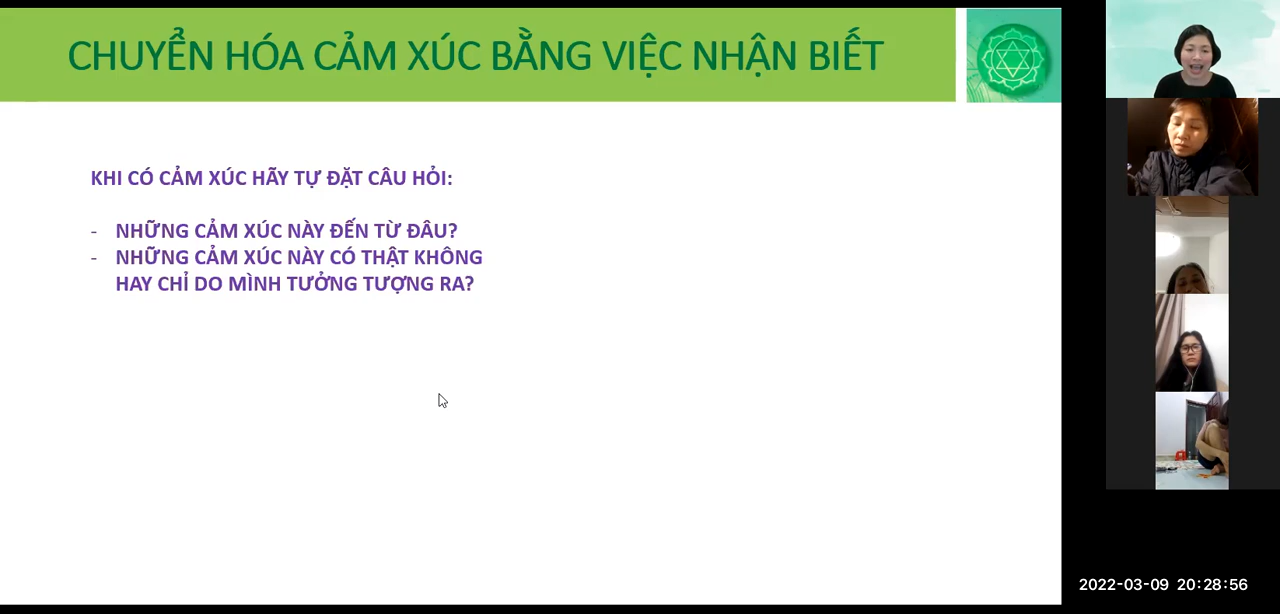 CHUYỂN HÓA CẢM XÚC BẰNG VIỆC NHẬN BIẾT
KHI CÓ CẢM XÚC HÃY TỰ ĐẶT CÂU HỎI:
- NHỮNG CẢM XÚC NÀY ĐẾN TỪ ĐÂU?
- NHỮNG CẢM XÚC NÀY CÓ THẬT KHÔNG
HAY CHỈ DO MÌNH TƯỞNG TƯỢNG RA?
2022-03-09 20:28:56